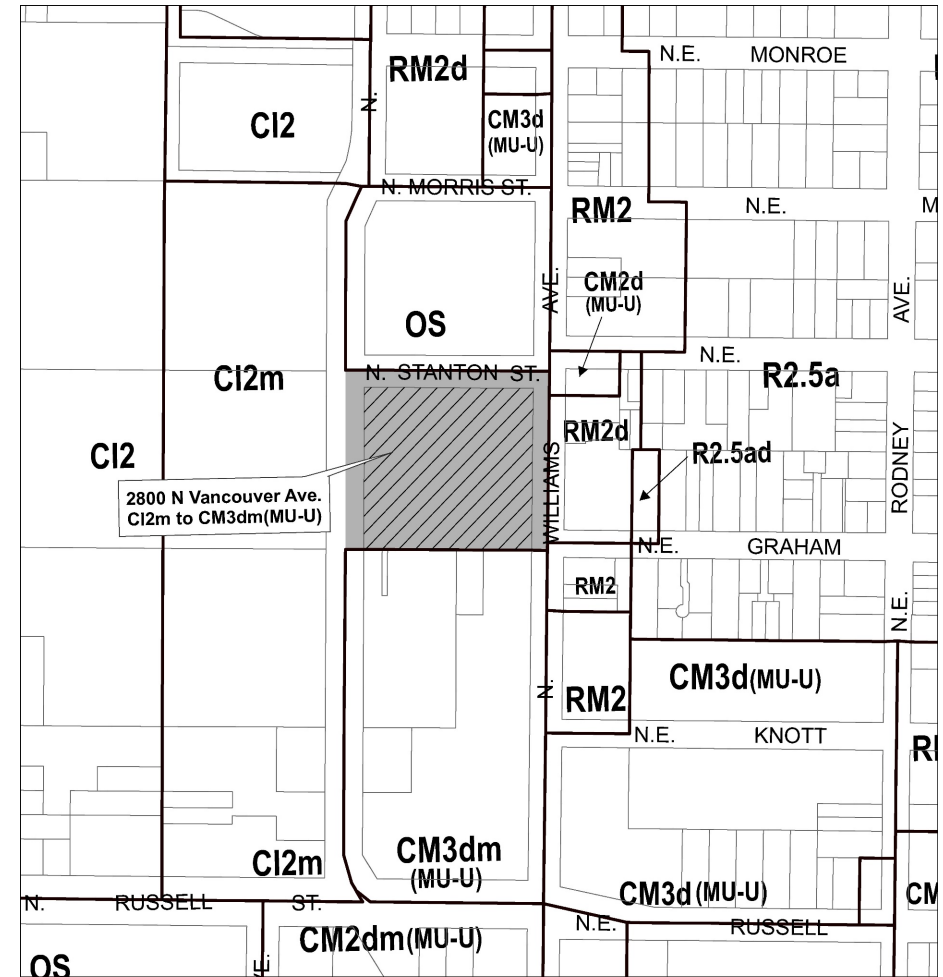 N.E. MONROE
RM2d
N.
CI2
CM3d
(MU-U)
N. MORRIS ST.
RM2
N.E.
M
CM2d
(MU-U)
AVE.
AVE.
OS
N.E.
N. STANTON ST.
CI2m
R2.5a
RM2d
CI2
R2.5ad
RODNEY
WILLIAMS
2800 N Vancouver Ave.
CI2m to CM3dm(MU-U)
N.E. GRAHAM
RM2
N.E.
CM3d(MU-U)
N.
RM2
N.E. KNOTT
CM3dm
(MU-U)
CI2m
CM3d (MU-U)
CM
N. RUSSELL ST.
N.E. RUSSELL
CM2dm(MU-U)
OS